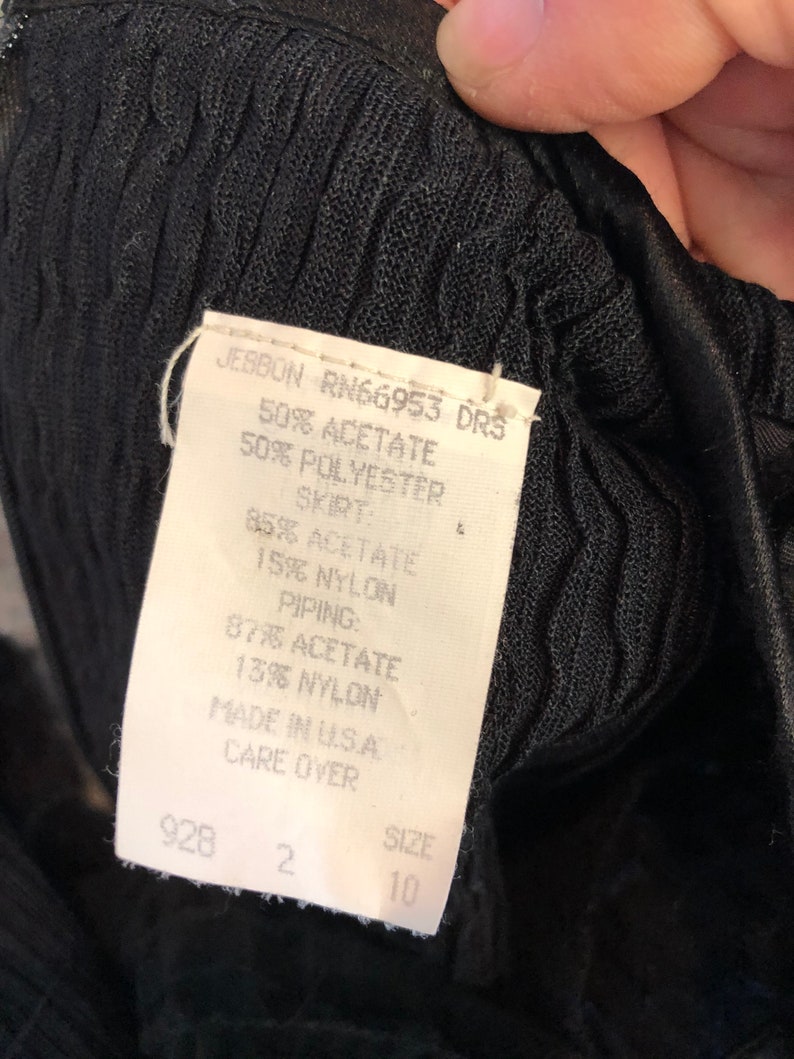 JEBBON RN66953 DRS
50% ACETATE
50% POLYESTER
SKIRT:
85% ACETATE
15% NYLON
PIPING:
87% ACETATE
13% NYLON
MADE IN U.S.A
CARE OVER
928 2 SIZE 10